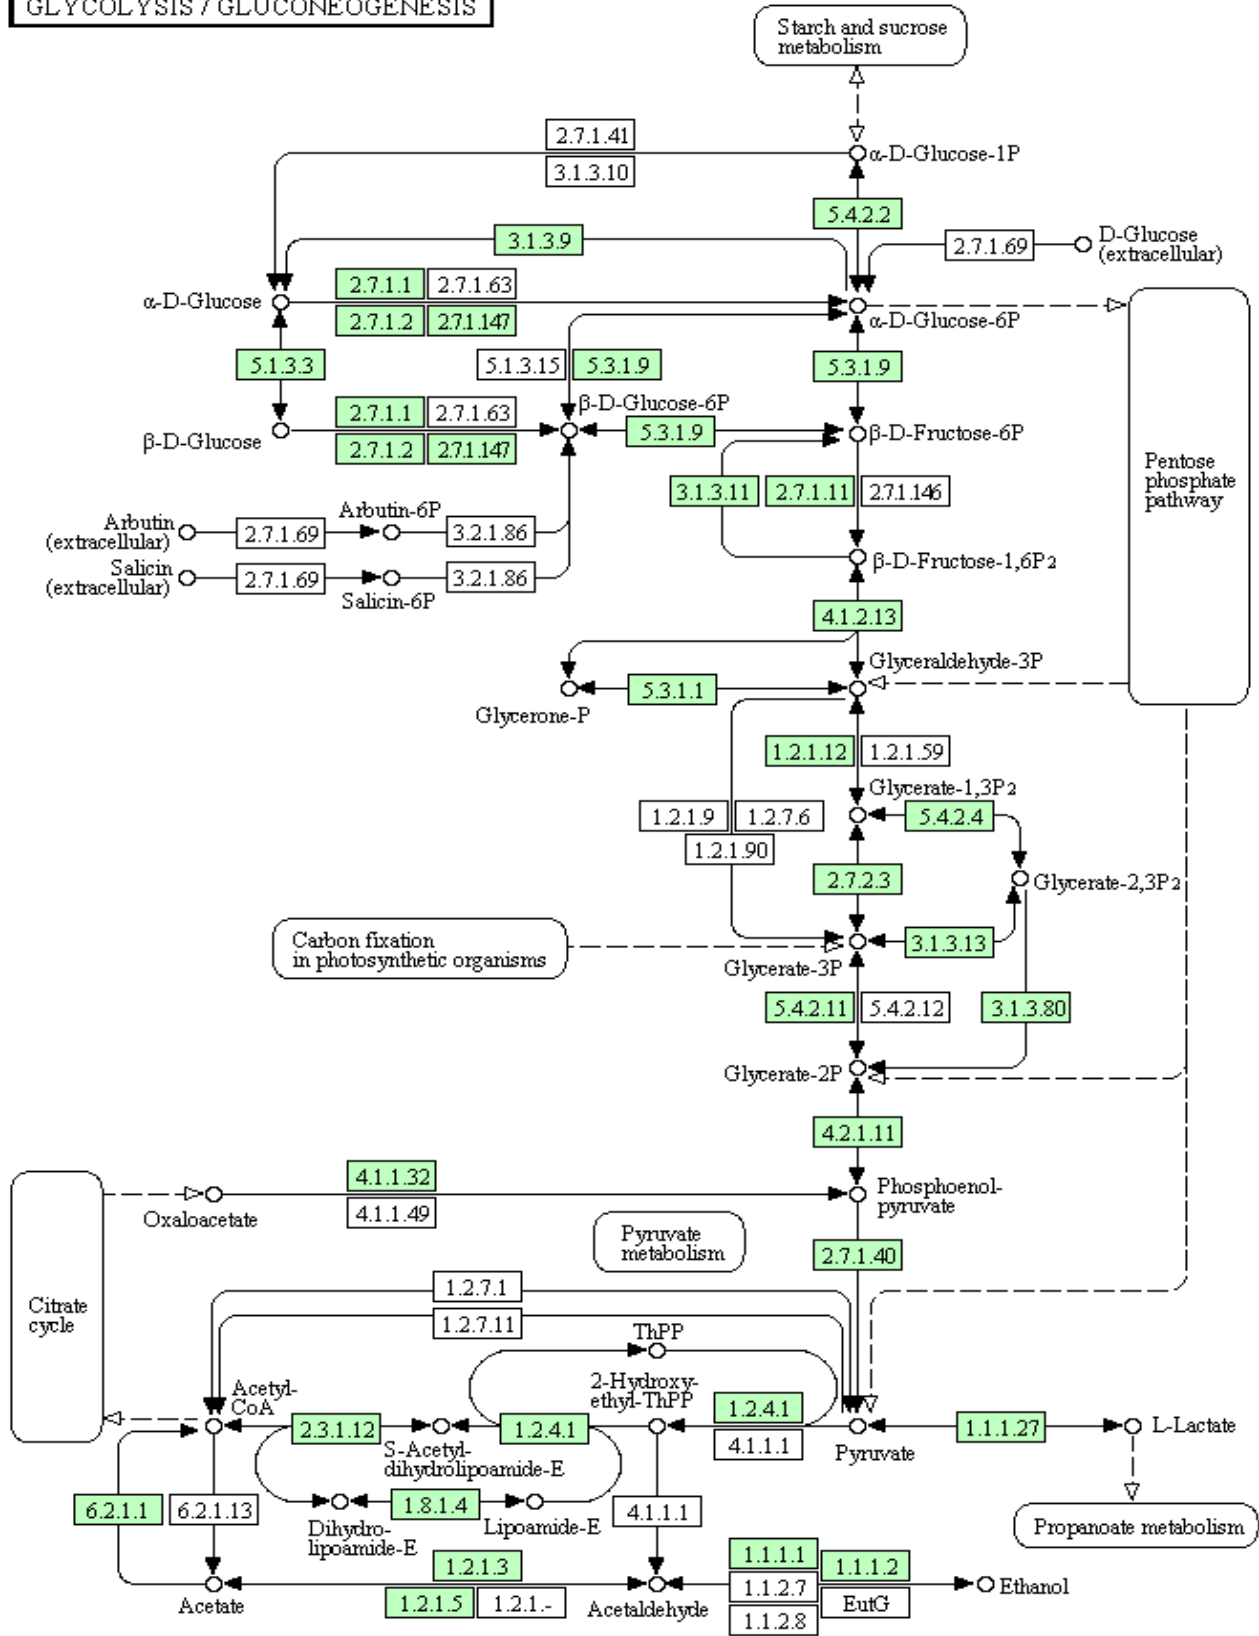 GLYCOLYSIS / GLUCONEOGENESIS
Starch and sucrose
metabolism
2.7.1.41
α-D-Glucose-1P
3.1.3.10
5.4.2.2
3.1.3.9
2.7.1.69
D-Glucose
(extracellular)
2.7.1.1
2.7.1.63
α-D-Glucose
α-D-Glucose-6P
2.7.1.2
2.7.1.147
5.1.3.3
5.1.3.15
5.3.1.9
5.3.1.9
β-D-Glucose-6P
2.7.1.1
2.7.1.63
β-D-Glucose
5.3.1.9
β-D-Fructose-6P
2.7.1.2
2.7.1.147
Pentose
phosphate
pathway
3.1.3.11
2.7.1.11
2.7.1.146
Arbutin
(extracellular)
2.7.1.69
Arbutin-6P
3.2.1.86
β-D-Fructose-1,6P2
Salicin
(extracellular)
2.7.1.69
Salicin-6P
3.2.1.86
4.1.2.13
Glyceraldehyde-3P
5.3.1.1
Glycerone-P
1.2.1.12
1.2.1.59
Glycerate-1,3P2
1.2.1.9
1.2.7.6
5.4.2.4
1.2.1.90
2.7.2.3
Glycerate-2,3P2
Carbon fixation
in photosynthetic organisms
3.1.3.13
Glycerate-3P
5.4.2.11
5.4.2.12
3.1.3.80
Glycerate-2P
4.2.1.11
4.1.1.32
Oxaloacetate
4.1.1.49
Phosphoenol-
pyruvate
Pyruvate
metabolism
2.7.1.40
Citrate
cycle
1.2.7.1
1.2.7.11
ThPP
Acetyl-
CoA
2-Hydroxy-
ethyl-ThPP
1.2.4.1
2.3.1.12
1.2.4.1
1.1.1.27
L-Lactate
S-Acetyl-
dihydrolipoamide-E
4.1.1.1
Pyruvate
6.2.1.1
6.2.1.13
1.8.1.4
4.1.1.1
Dihydro-
lipoamide-E
Lipoamide-E
Propanoate metabolism
1.2.1.3
1.1.1.1
1.1.1.2
Acetate
1.2.1.5
1.2.1.-
Acetaldehyde
1.1.2.7
EutG
Ethanol
1.1.2.8